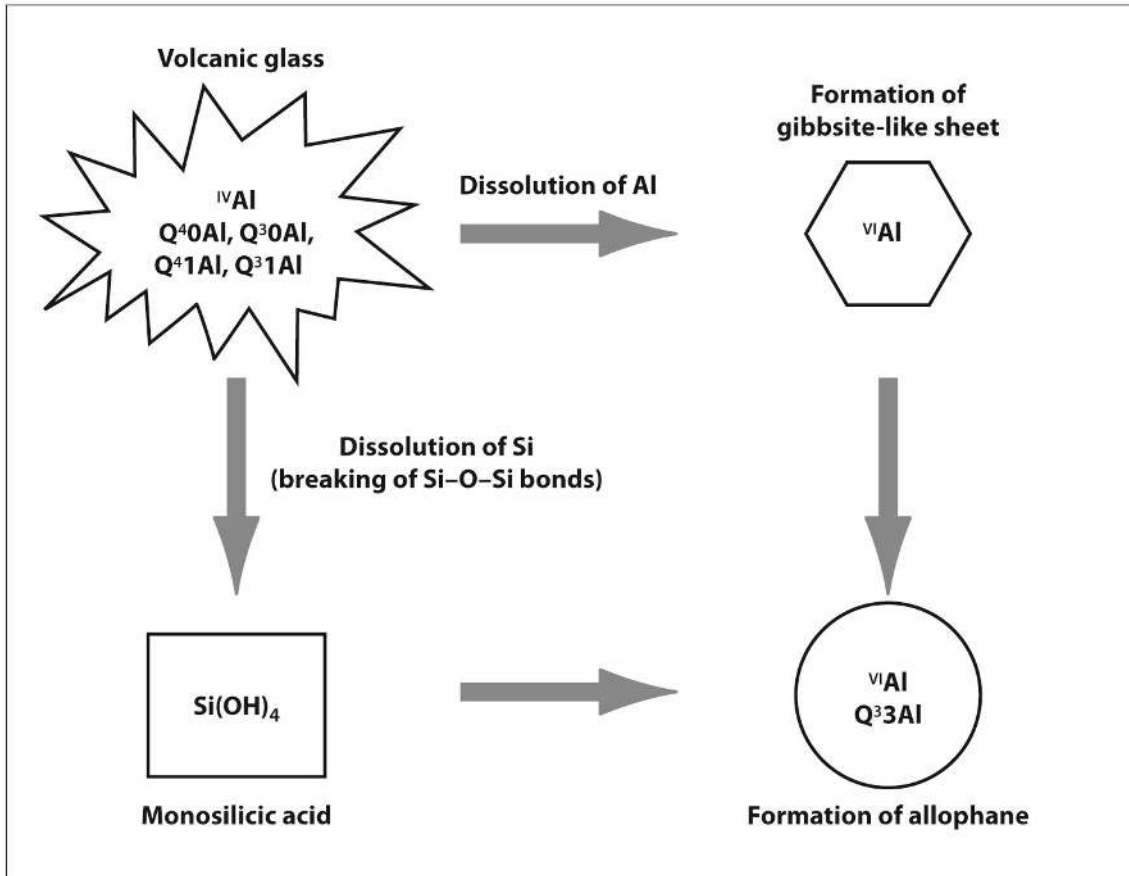 Volcanic glass
ᴵⱽAl
Q⁴0Al, Q³0Al,
Q⁴1Al, Q³1Al
Dissolution of Al
Formation of
gibbsite-like sheet
ⱽᴵAl
Dissolution of Si
(breaking of Si–O–Si bonds)
Si(OH)₄
Monosilicic acid
ⱽᴵAl
Q³3Al
Formation of allophane